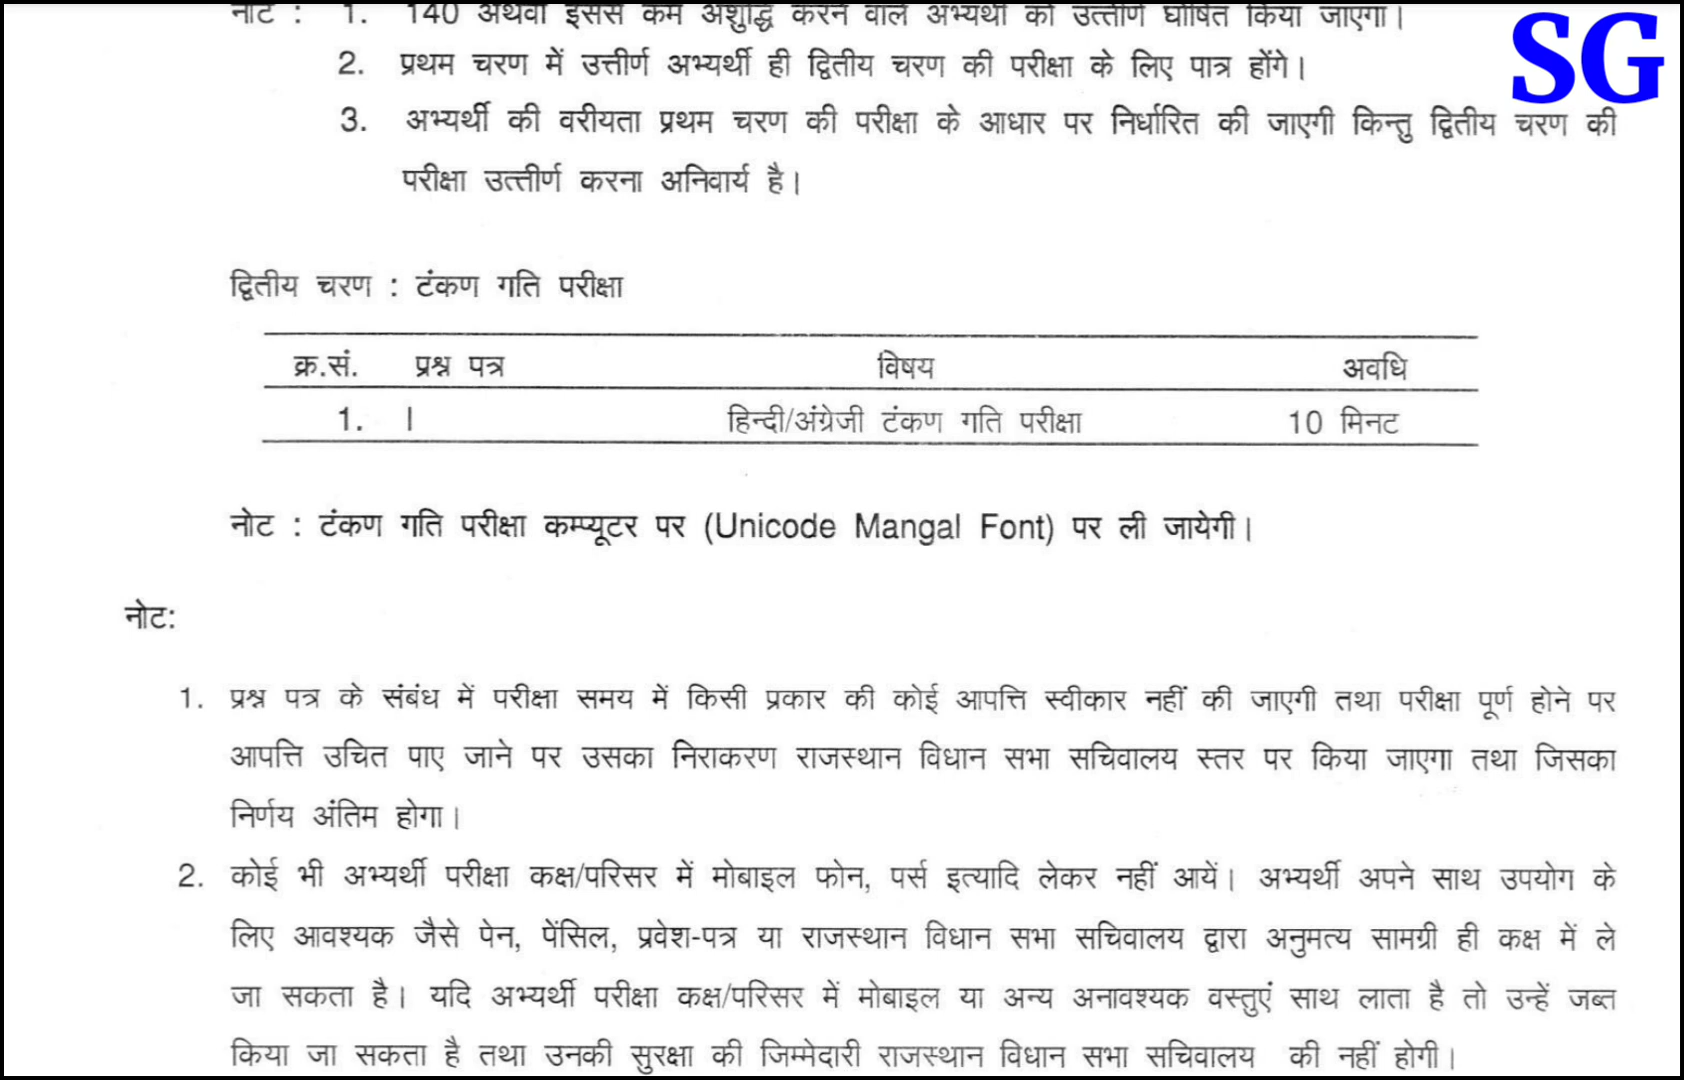 नोट : 1. 140 अथवा इससे कम अशुद्धि करने वाले अभ्यर्थी को उत्तीर्ण घोषित किया जाएगा।
SG
2. प्रथम चरण में उत्तीर्ण अभ्यर्थी ही द्वितीय चरण की परीक्षा के लिए पात्र होंगे।
3. अभ्यर्थी की वरीयता प्रथम चरण की परीक्षा के आधार पर निर्धारित की जाएगी किन्तु द्वितीय चरण की
परीक्षा उत्तीर्ण करना अनिवार्य है।
द्वितीय चरण : टंकण गति परीक्षा
क्र.सं. प्रश्न पत्र विषय अवधि
1. I हिन्दी/अंग्रेजी टंकण गति परीक्षा 10 मिनट
नोट : टंकण गति परीक्षा कम्प्यूटर पर (Unicode Mangal Font) पर ली जायेगी।
नोट:
1. प्रश्न पत्र के संबंध में परीक्षा समय में किसी प्रकार की कोई आपत्ति स्वीकार नहीं की जाएगी तथा परीक्षा पूर्ण होने पर
आपत्ति उचित पाए जाने पर उसका निराकरण राजस्थान विधान सभा सचिवालय स्तर पर किया जाएगा तथा जिसका
निर्णय अंतिम होगा।
2. कोई भी अभ्यर्थी परीक्षा कक्ष/परिसर में मोबाइल फोन, पर्स इत्यादि लेकर नहीं आयें। अभ्यर्थी अपने साथ उपयोग के
लिए आवश्यक जैसे पेन, पेंसिल, प्रवेश-पत्र या राजस्थान विधान सभा सचिवालय द्वारा अनुमत्य सामग्री ही कक्ष में ले
जा सकता है। यदि अभ्यर्थी परीक्षा कक्ष/परिसर में मोबाइल या अन्य अनावश्यक वस्तुएं साथ लाता है तो उन्हें जब्त
किया जा सकता है तथा उनकी सुरक्षा की जिम्मेदारी राजस्थान विधान सभा सचिवालय की नहीं होगी।